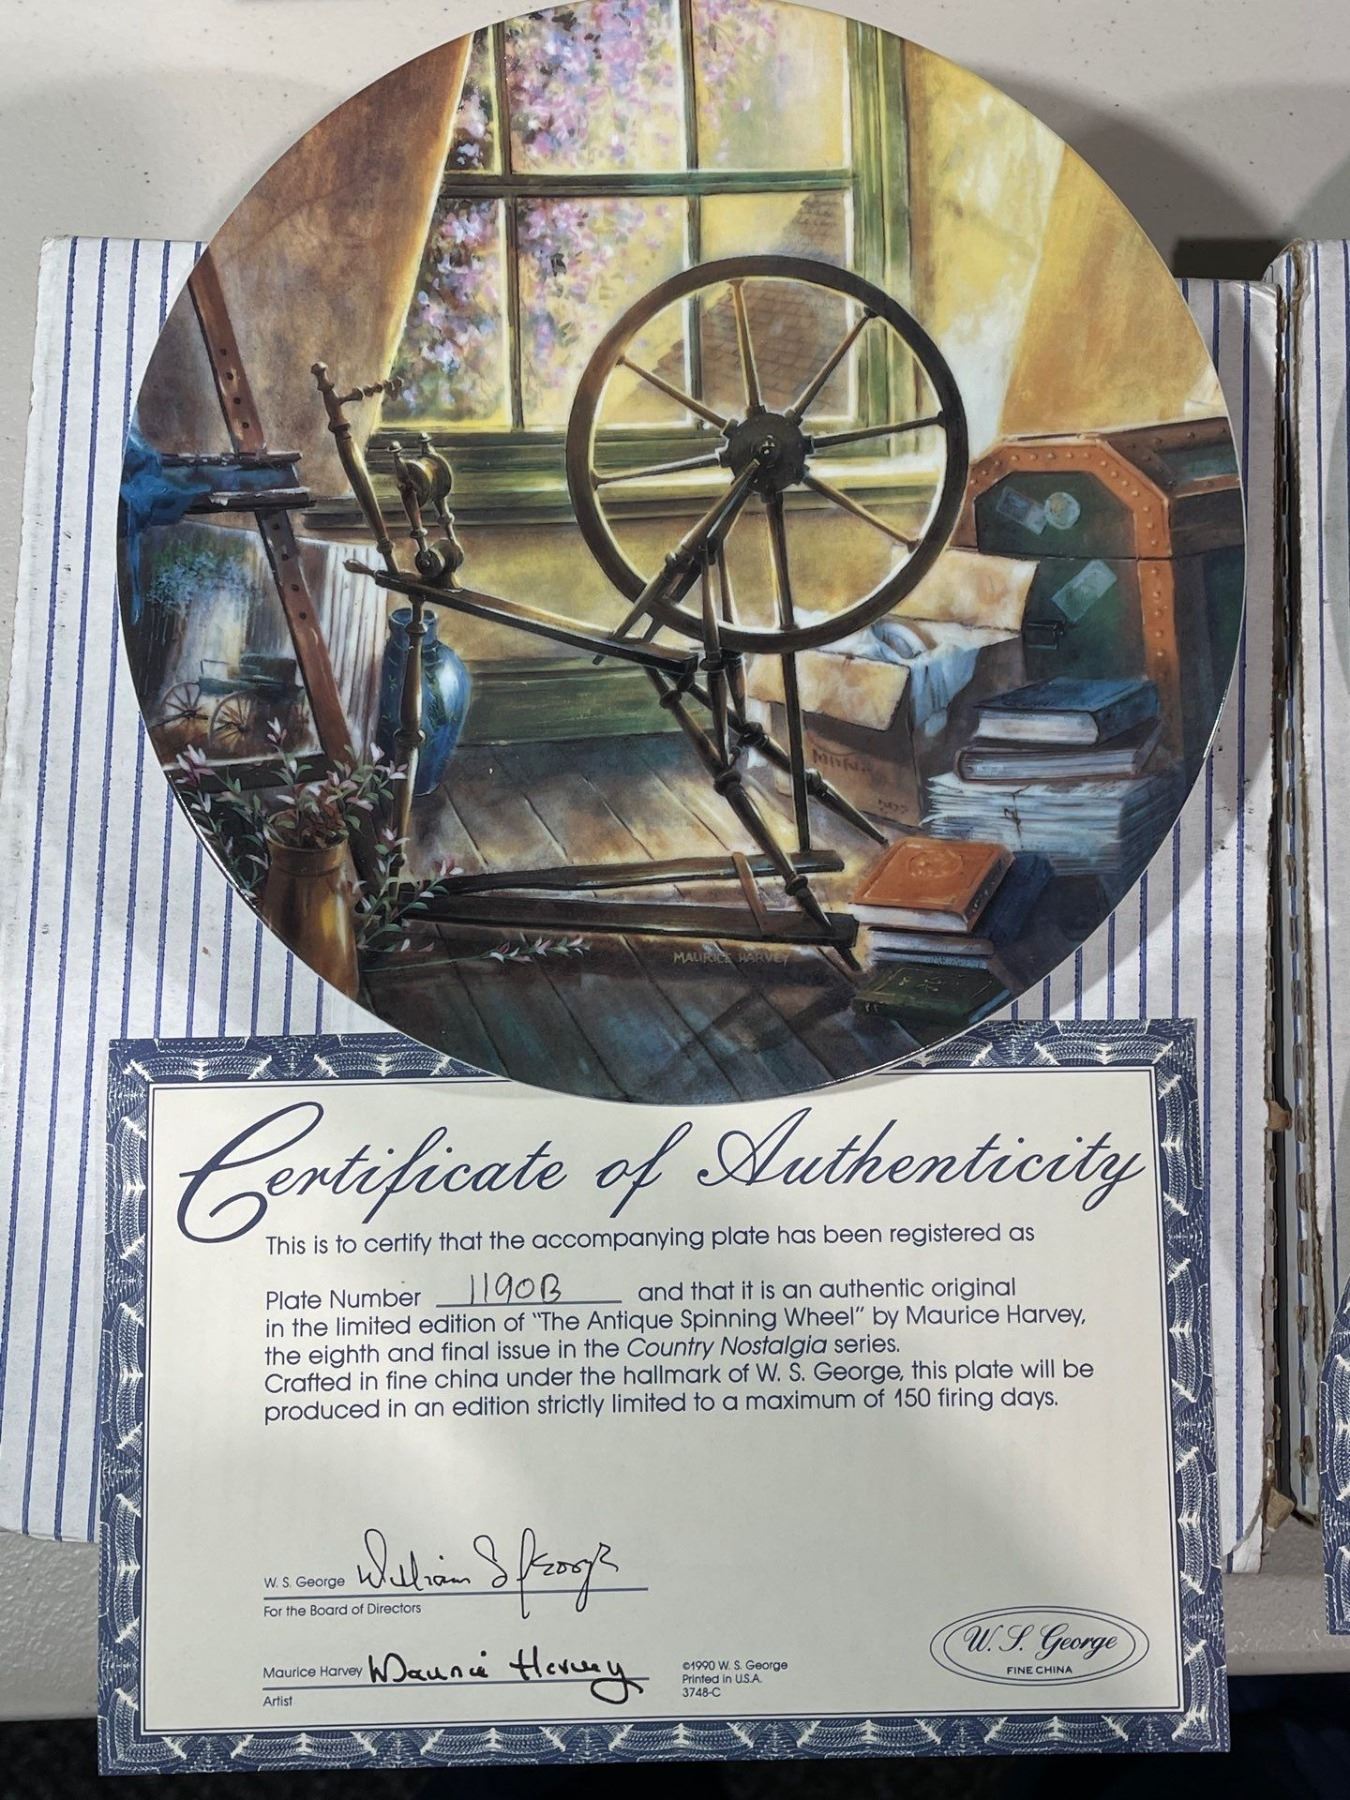 MAURICE HARVEY
Certificate of Authenticity
This is to certify that the accompanying plate has been registered as
Plate Number 1190B and that it is an authentic original
in the limited edition of "The Antique Spinning Wheel" by Maurice Harvey,
the eighth and final issue in the Country Nostalgia series.
Crafted in fine china under the hallmark of W. S. George, this plate will be
produced in an edition strictly limited to a maximum of 150 firing days.
W. S. George William S George
For the Board of Directors
Maurice Harvey Maurice Harvey
Artist
©1990 W. S. George
Printed in U.S.A.
3748-C
W. S. George
FINE CHINA